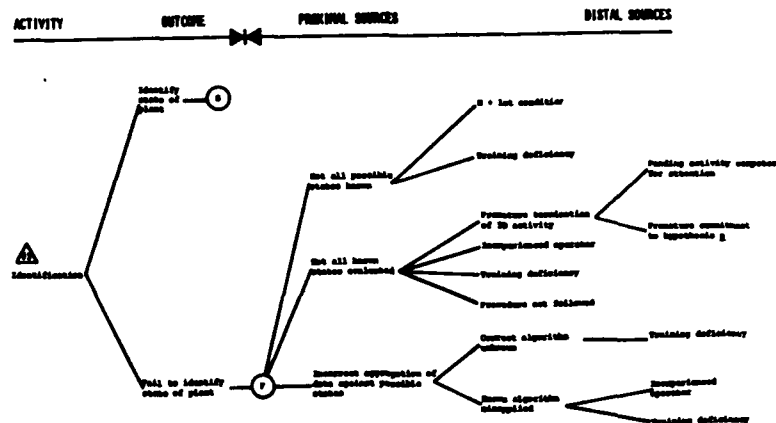 ACTIVITY OUTCOME PROXIMAL SOURCES DISTAL SOURCES
Identify
state of
plant
S
N + 1st condition
Not all possible
states known
Training deficiency
Pending activity competes
for attention
Premature termination
of ID activity
Premature commitment
to hypothesis
Identification
Not all known
states evaluated
Inexperienced operator
Training deficiency
Procedure not followed
Fail to identify
state of plant
F
Incorrect aggregation of
data against possible
states
Correct algorithm
unknown
Training deficiency
Known algorithm
misapplied
Inexperienced
operator
Training deficiency